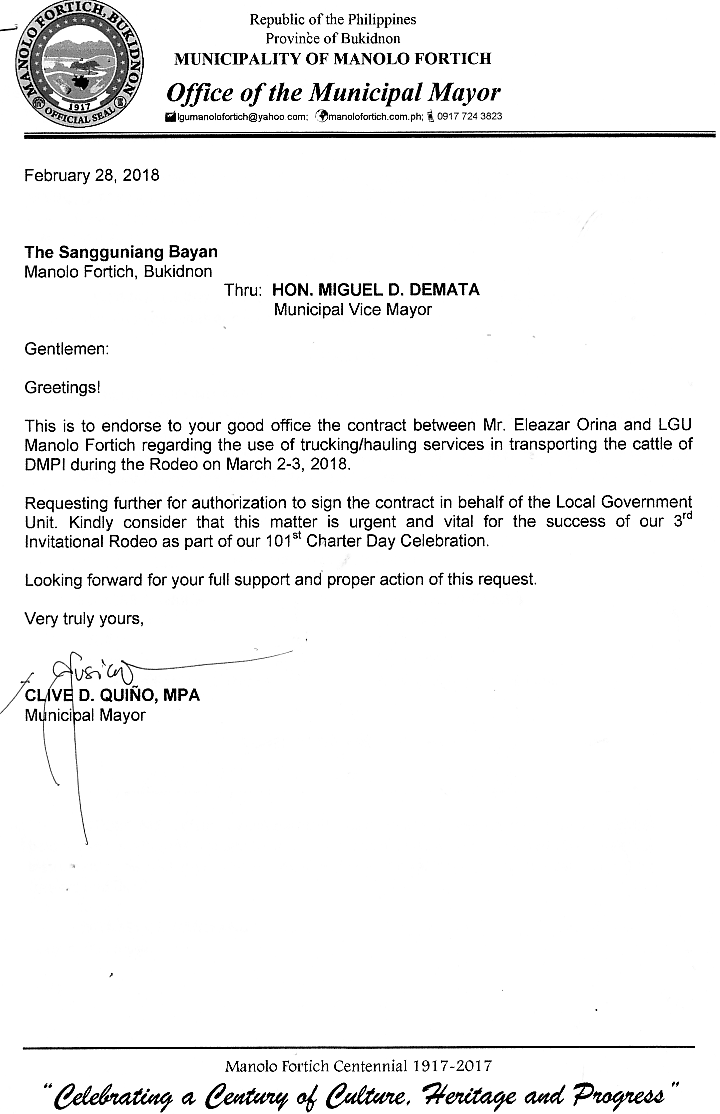 MANOLO FORTICH, BUKIDNON
1917
OFFICIAL SEAL
Republic of the Philippines
Province of Bukidnon
MUNICIPALITY OF MANOLO FORTICH
Office of the Municipal Mayor
lgumanolofortich@yahoo com; manolofortich.com.ph; 0917 724 3823
February 28, 2018
The Sangguniang Bayan
Manolo Fortich, Bukidnon
Thru: HON. MIGUEL D. DEMATA
Municipal Vice Mayor
Gentlemen:
Greetings!
This is to endorse to your good office the contract between Mr. Eleazar Orina and LGU
Manolo Fortich regarding the use of trucking/hauling services in transporting the cattle of
DMPI during the Rodeo on March 2-3, 2018.
Requesting further for authorization to sign the contract in behalf of the Local Government
Unit. Kindly consider that this matter is urgent and vital for the success of our 3rd
Invitational Rodeo as part of our 101st Charter Day Celebration.
Looking forward for your full support and proper action of this request.
Very truly yours,
CLIVE D. QUIÑO, MPA
Municipal Mayor
Manolo Fortich Centennial 1917-2017
"Celebrating a Century of Culture, Heritage and Progress"